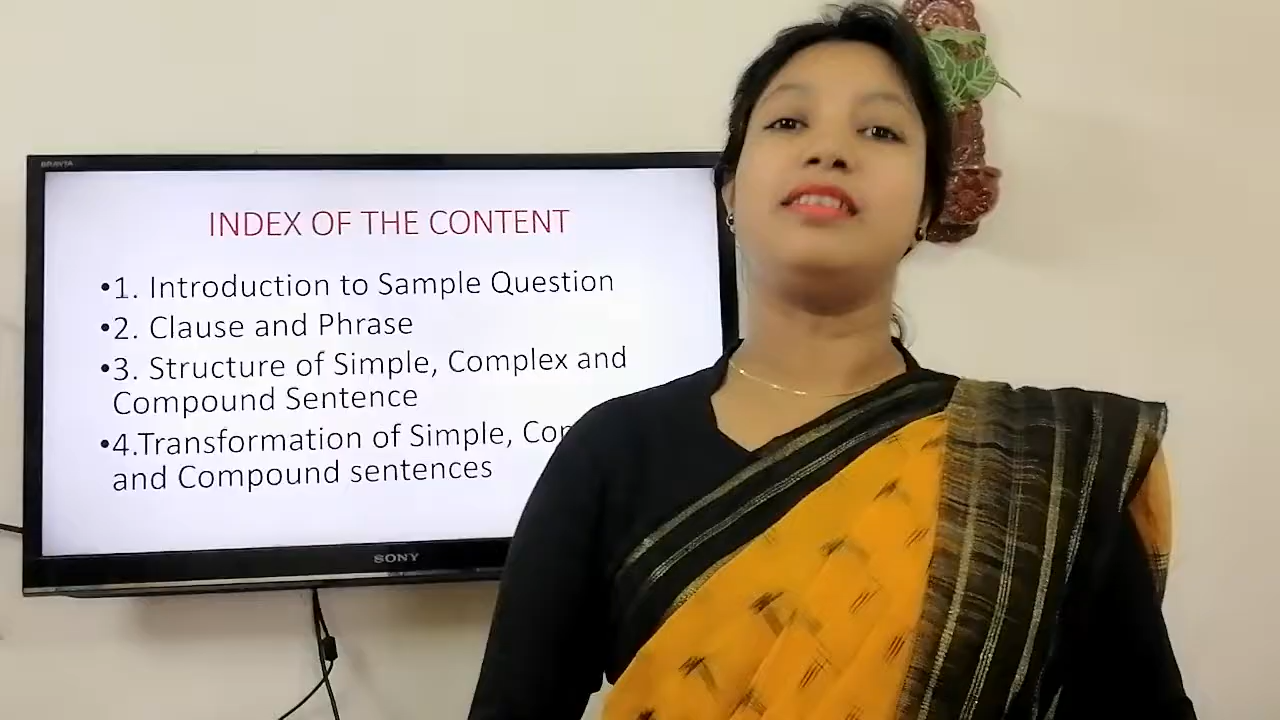 BRAVIA
INDEX OF THE CONTENT
•1. Introduction to Sample Question
•2. Clause and Phrase
•3. Structure of Simple, Complex and
Compound Sentence
•4.Transformation of Simple,
and Compound sentences
SONY